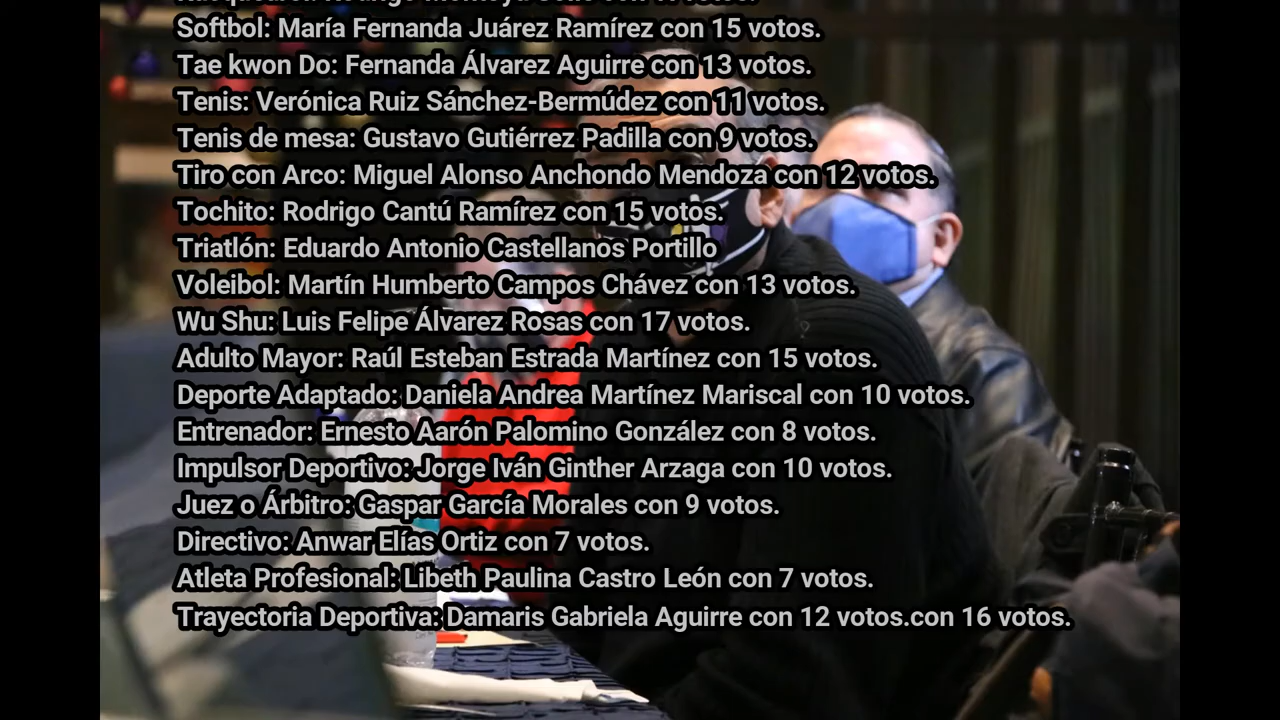 Softbol: María Fernanda Juárez Ramírez con 15 votos.
Tae kwon Do: Fernanda Álvarez Aguirre con 13 votos.
Tenis: Verónica Ruiz Sánchez-Bermúdez con 11 votos.
Tenis de mesa: Gustavo Gutiérrez Padilla con 9 votos.
Tiro con Arco: Miguel Alonso Anchondo Mendoza con 12 votos.
Tochito: Rodrigo Cantú Ramírez con 15 votos.
Triatlón: Eduardo Antonio Castellanos Portillo
Voleibol: Martín Humberto Campos Chávez con 13 votos.
Wu Shu: Luis Felipe Álvarez Rosas con 17 votos.
Adulto Mayor: Raúl Esteban Estrada Martínez con 15 votos.
Deporte Adaptado: Daniela Andrea Martínez Mariscal con 10 votos.
Entrenador: Ernesto Aarón Palomino González con 8 votos.
Impulsor Deportivo: Jorge Iván Ginther Arzaga con 10 votos.
Juez o Árbitro: Gaspar García Morales con 9 votos.
Directivo: Anwar Elías Ortiz con 7 votos.
Atleta Profesional: Libeth Paulina Castro León con 7 votos.
Trayectoria Deportiva: Damaris Gabriela Aguirre con 12 votos.con 16 votos.